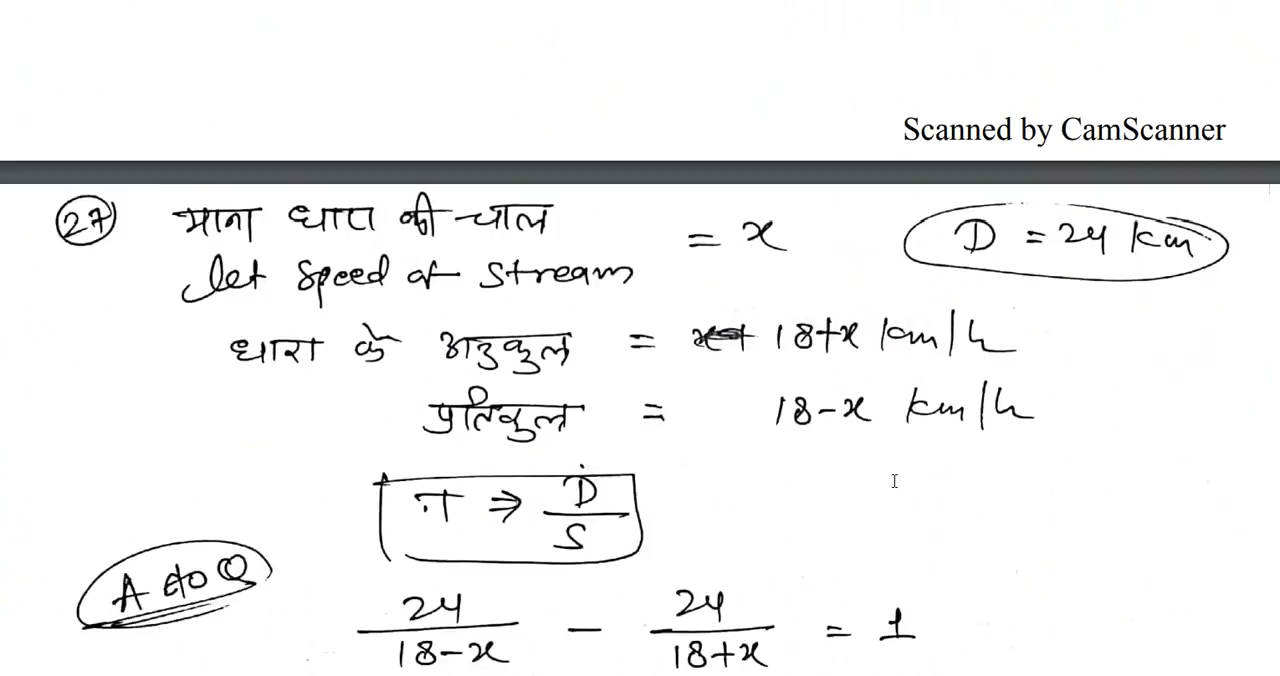 Scanned by CamScanner
27 माना धारा की चाल
let speed of stream = x D = 24 km
धारा के अनुकुल = 18+x km/h
प्रतिकुल = 18-x km/h
T ⇒ D/S
A to Q
24/(18-x) - 24/(18+x) = 1